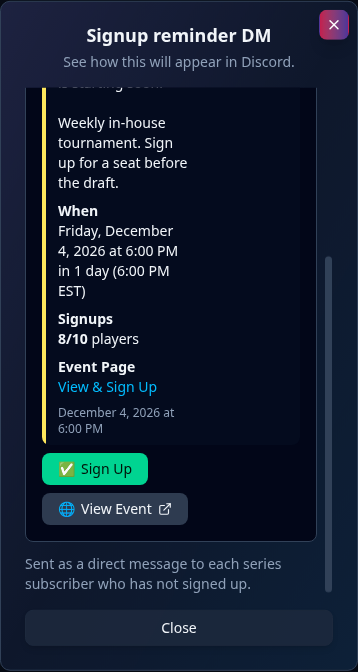 Signup reminder DM
See how this will appear in Discord.
is starting soon.
Weekly in-house
tournament. Sign
up for a seat before
the draft.
When
Friday, December
4, 2026 at 6:00 PM
in 1 day (6:00 PM
EST)
Signups
8/10 players
Event Page
View & Sign Up
December 4, 2026 at
6:00 PM
✅ Sign Up
🌐 View Event
Sent as a direct message to each series
subscriber who has not signed up.
Close